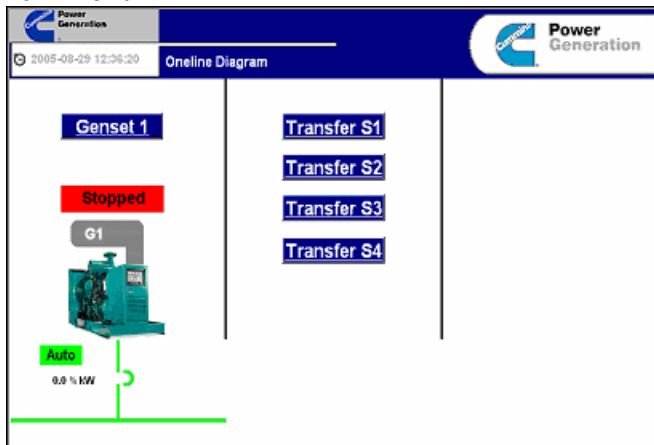 Power
Generation
2005-08-29 12:36:20
Oneline Diagram
Cummins
Power
Generation
Genset 1
Transfer S1
Transfer S2
Transfer S3
Transfer S4
Stopped
G1
Auto
0.0 % kW